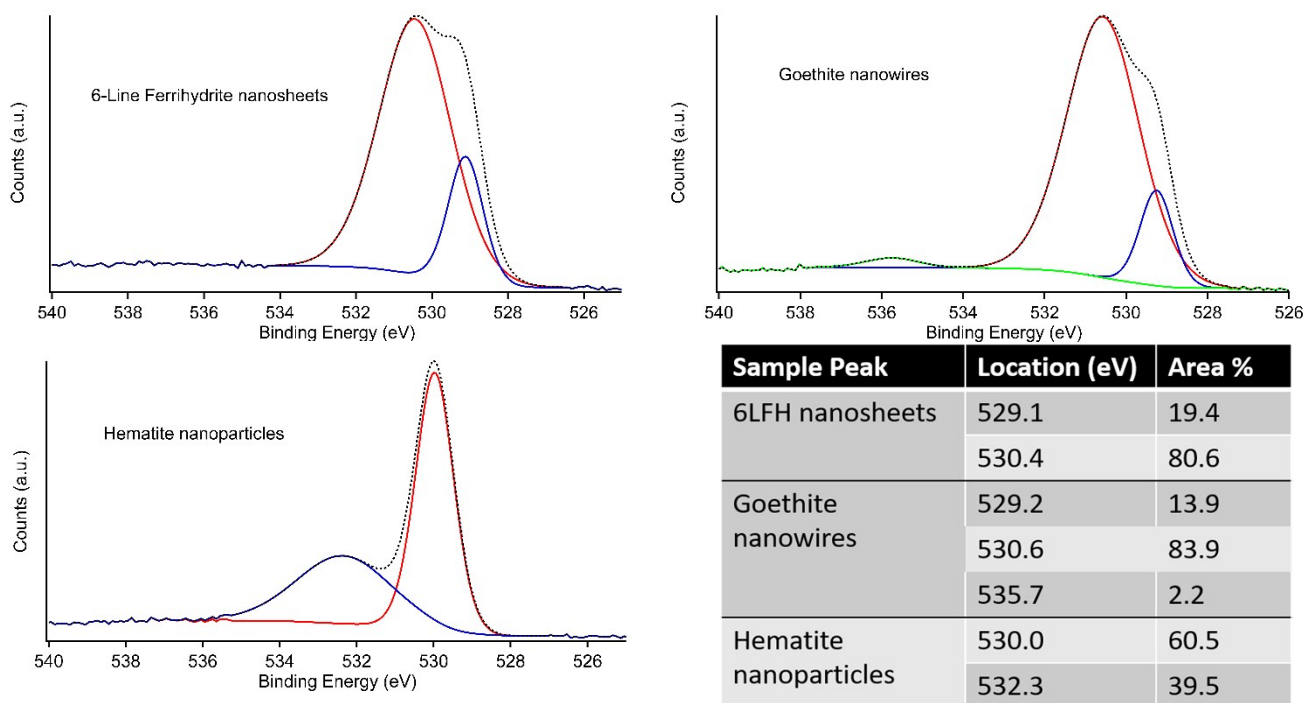 6-Line Ferrihydrite nanosheets
Counts (a.u.)
540 538 536 534 532 530 528 526
Binding Energy (eV)
Goethite nanowires
Counts (a.u.)
540 538 536 534 532 530 528 526
Binding Energy (eV)
Hematite nanoparticles
Counts (a.u.)
540 538 536 534 532 530 528 526
Binding Energy (eV)
Sample Peak Location (eV) Area %
6LFH nanosheets 529.1 19.4
530.4 80.6
Goethite 529.2 13.9
nanowires 530.6 83.9
535.7 2.2
Hematite 530.0 60.5
nanoparticles 532.3 39.5